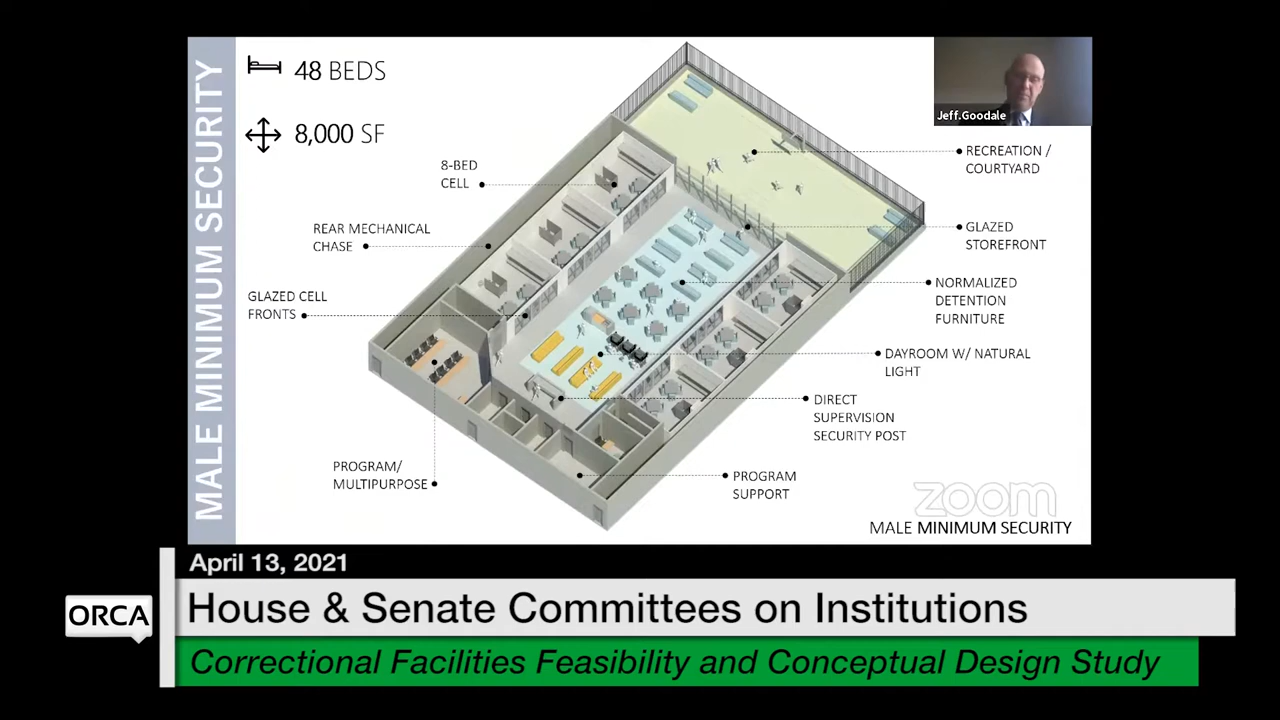 MALE MINIMUM SECURITY
48 BEDS
8,000 SF
Jeff.Goodale
8-BED
CELL
REAR MECHANICAL
CHASE
GLAZED CELL
FRONTS
PROGRAM/
MULTIPURPOSE
RECREATION /
COURTYARD
GLAZED
STOREFRONT
NORMALIZED
DETENTION
FURNITURE
DAYROOM W/ NATURAL
LIGHT
DIRECT
SUPERVISION
SECURITY POST
PROGRAM
SUPPORT
zoom
MALE MINIMUM SECURITY
April 13, 2021
ORCA
House & Senate Committees on Institutions
Correctional Facilities Feasibility and Conceptual Design Study